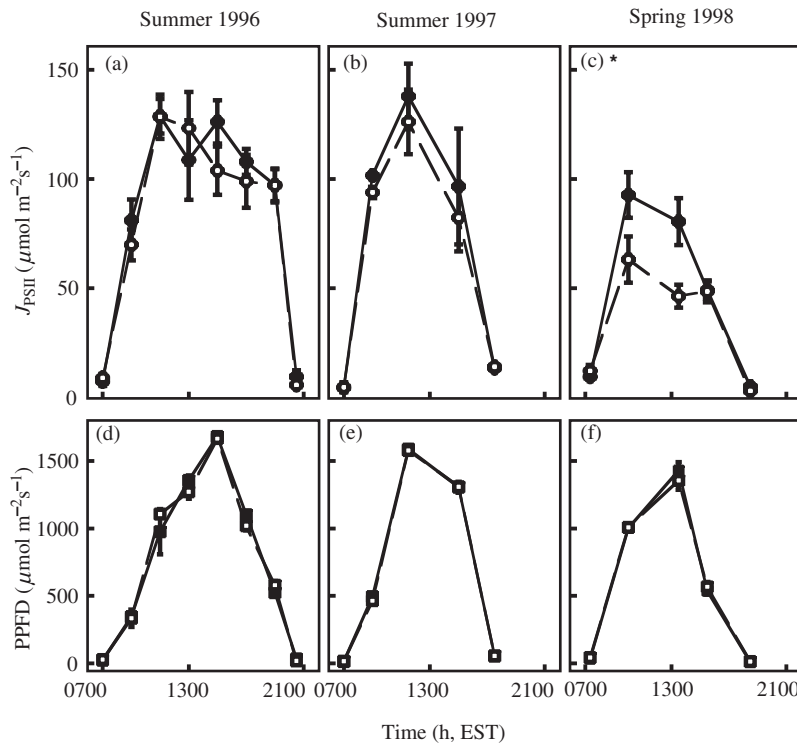 Summer 1996 Summer 1997 Spring 1998
(a) (b) (c) *
150
100
50
0
J_PSII (μmol m⁻²s⁻¹)
(d) (e) (f)
1500
1000
500
0
PPFD (μmol m⁻²s⁻¹)
0700 1300 2100 0700 1300 2100 0700 1300 2100
Time (h, EST)